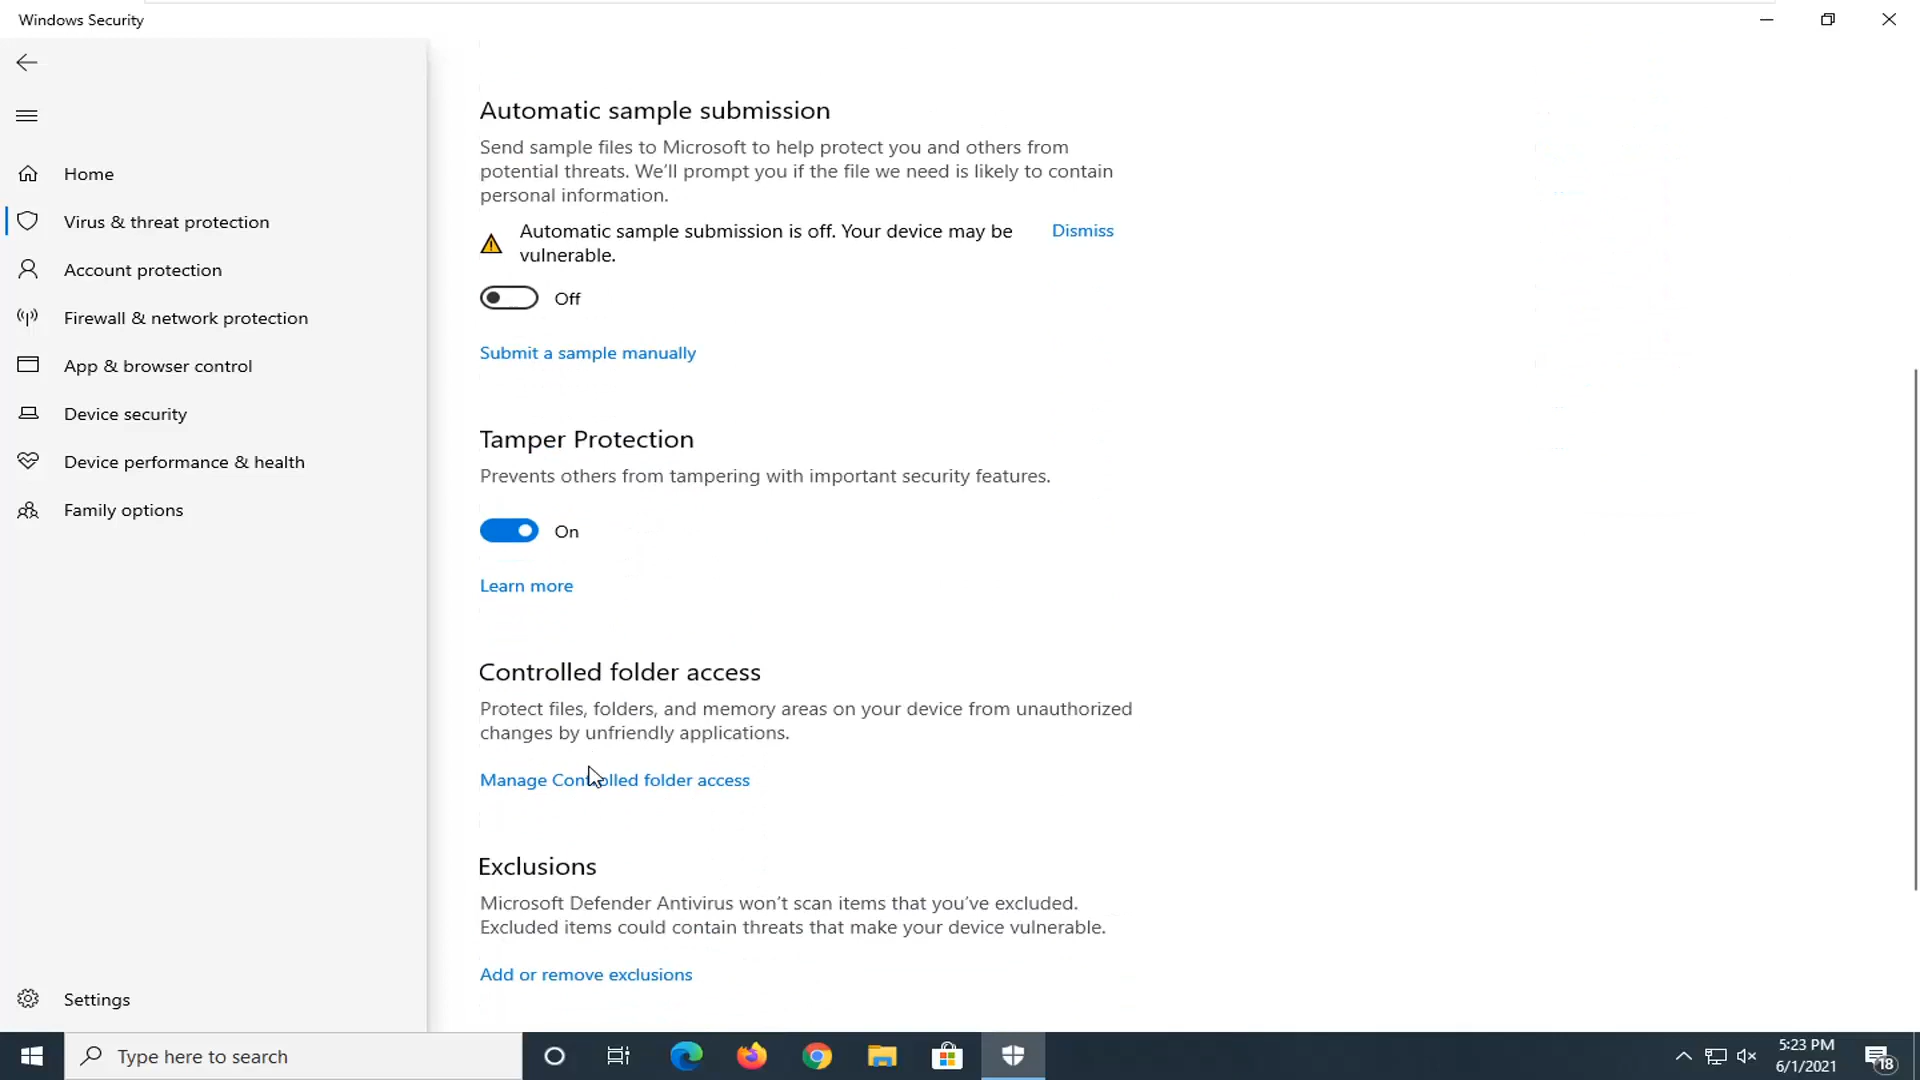 Windows Security
Home
Virus & threat protection
Account protection
Firewall & network protection
App & browser control
Device security
Device performance & health
Family options
Settings
Automatic sample submission
Send sample files to Microsoft to help protect you and others from
potential threats. We'll prompt you if the file we need is likely to contain
personal information.
Automatic sample submission is off. Your device may be
vulnerable.
Dismiss
Off
Submit a sample manually
Tamper Protection
Prevents others from tampering with important security features.
On
Learn more
Controlled folder access
Protect files, folders, and memory areas on your device from unauthorized
changes by unfriendly applications.
Manage Controlled folder access
Exclusions
Microsoft Defender Antivirus won't scan items that you've excluded.
Excluded items could contain threats that make your device vulnerable.
Add or remove exclusions
Type here to search
5:23 PM
6/1/2021
18